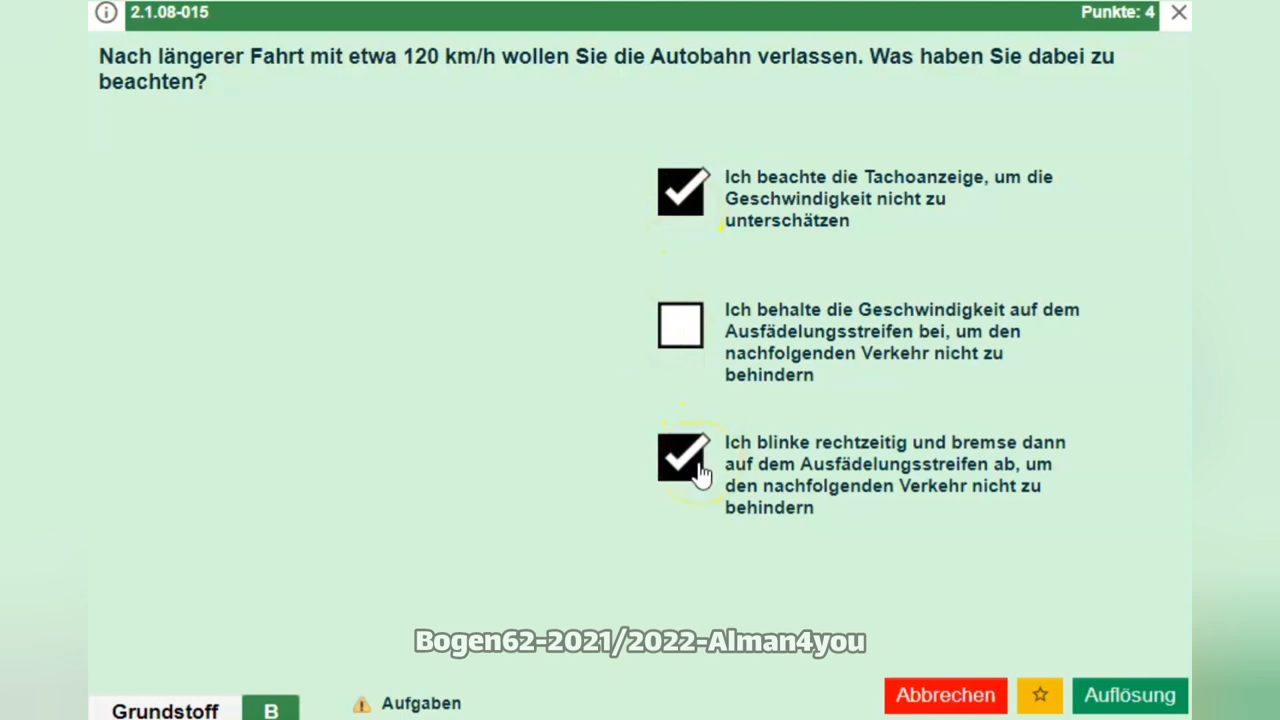 2.1.08-015
Punkte: 4
Nach längerer Fahrt mit etwa 120 km/h wollen Sie die Autobahn verlassen. Was haben Sie dabei zu
beachten?
Ich beachte die Tachoanzeige, um die
Geschwindigkeit nicht zu
unterschätzen
Ich behalte die Geschwindigkeit auf dem
Ausfädelungsstreifen bei, um den
nachfolgenden Verkehr nicht zu
behindern
Ich blinke rechtzeitig und bremse dann
auf dem Ausfädelungsstreifen ab, um
den nachfolgenden Verkehr nicht zu
behindern
Bogen62-2021/2022-Alman4you
Grundstoff
B
Aufgaben
Abbrechen
Auflösung